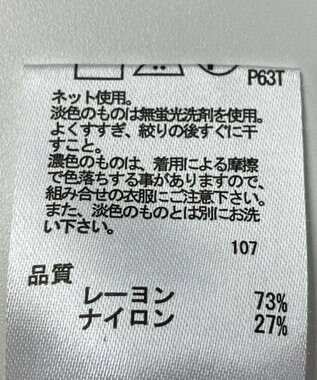 P63T
ネット使用。
淡色のものは無蛍光洗剤を使用。
よくすすぎ、絞りの後すぐに干
すこと。
濃色のものは、着用による摩擦
で色落ちする事がありますので、
組み合せの衣服にご注意下さい。
また、淡色のものとは別にお洗
い下さい。
107
品質
レーヨン 73%
ナイロン 27%